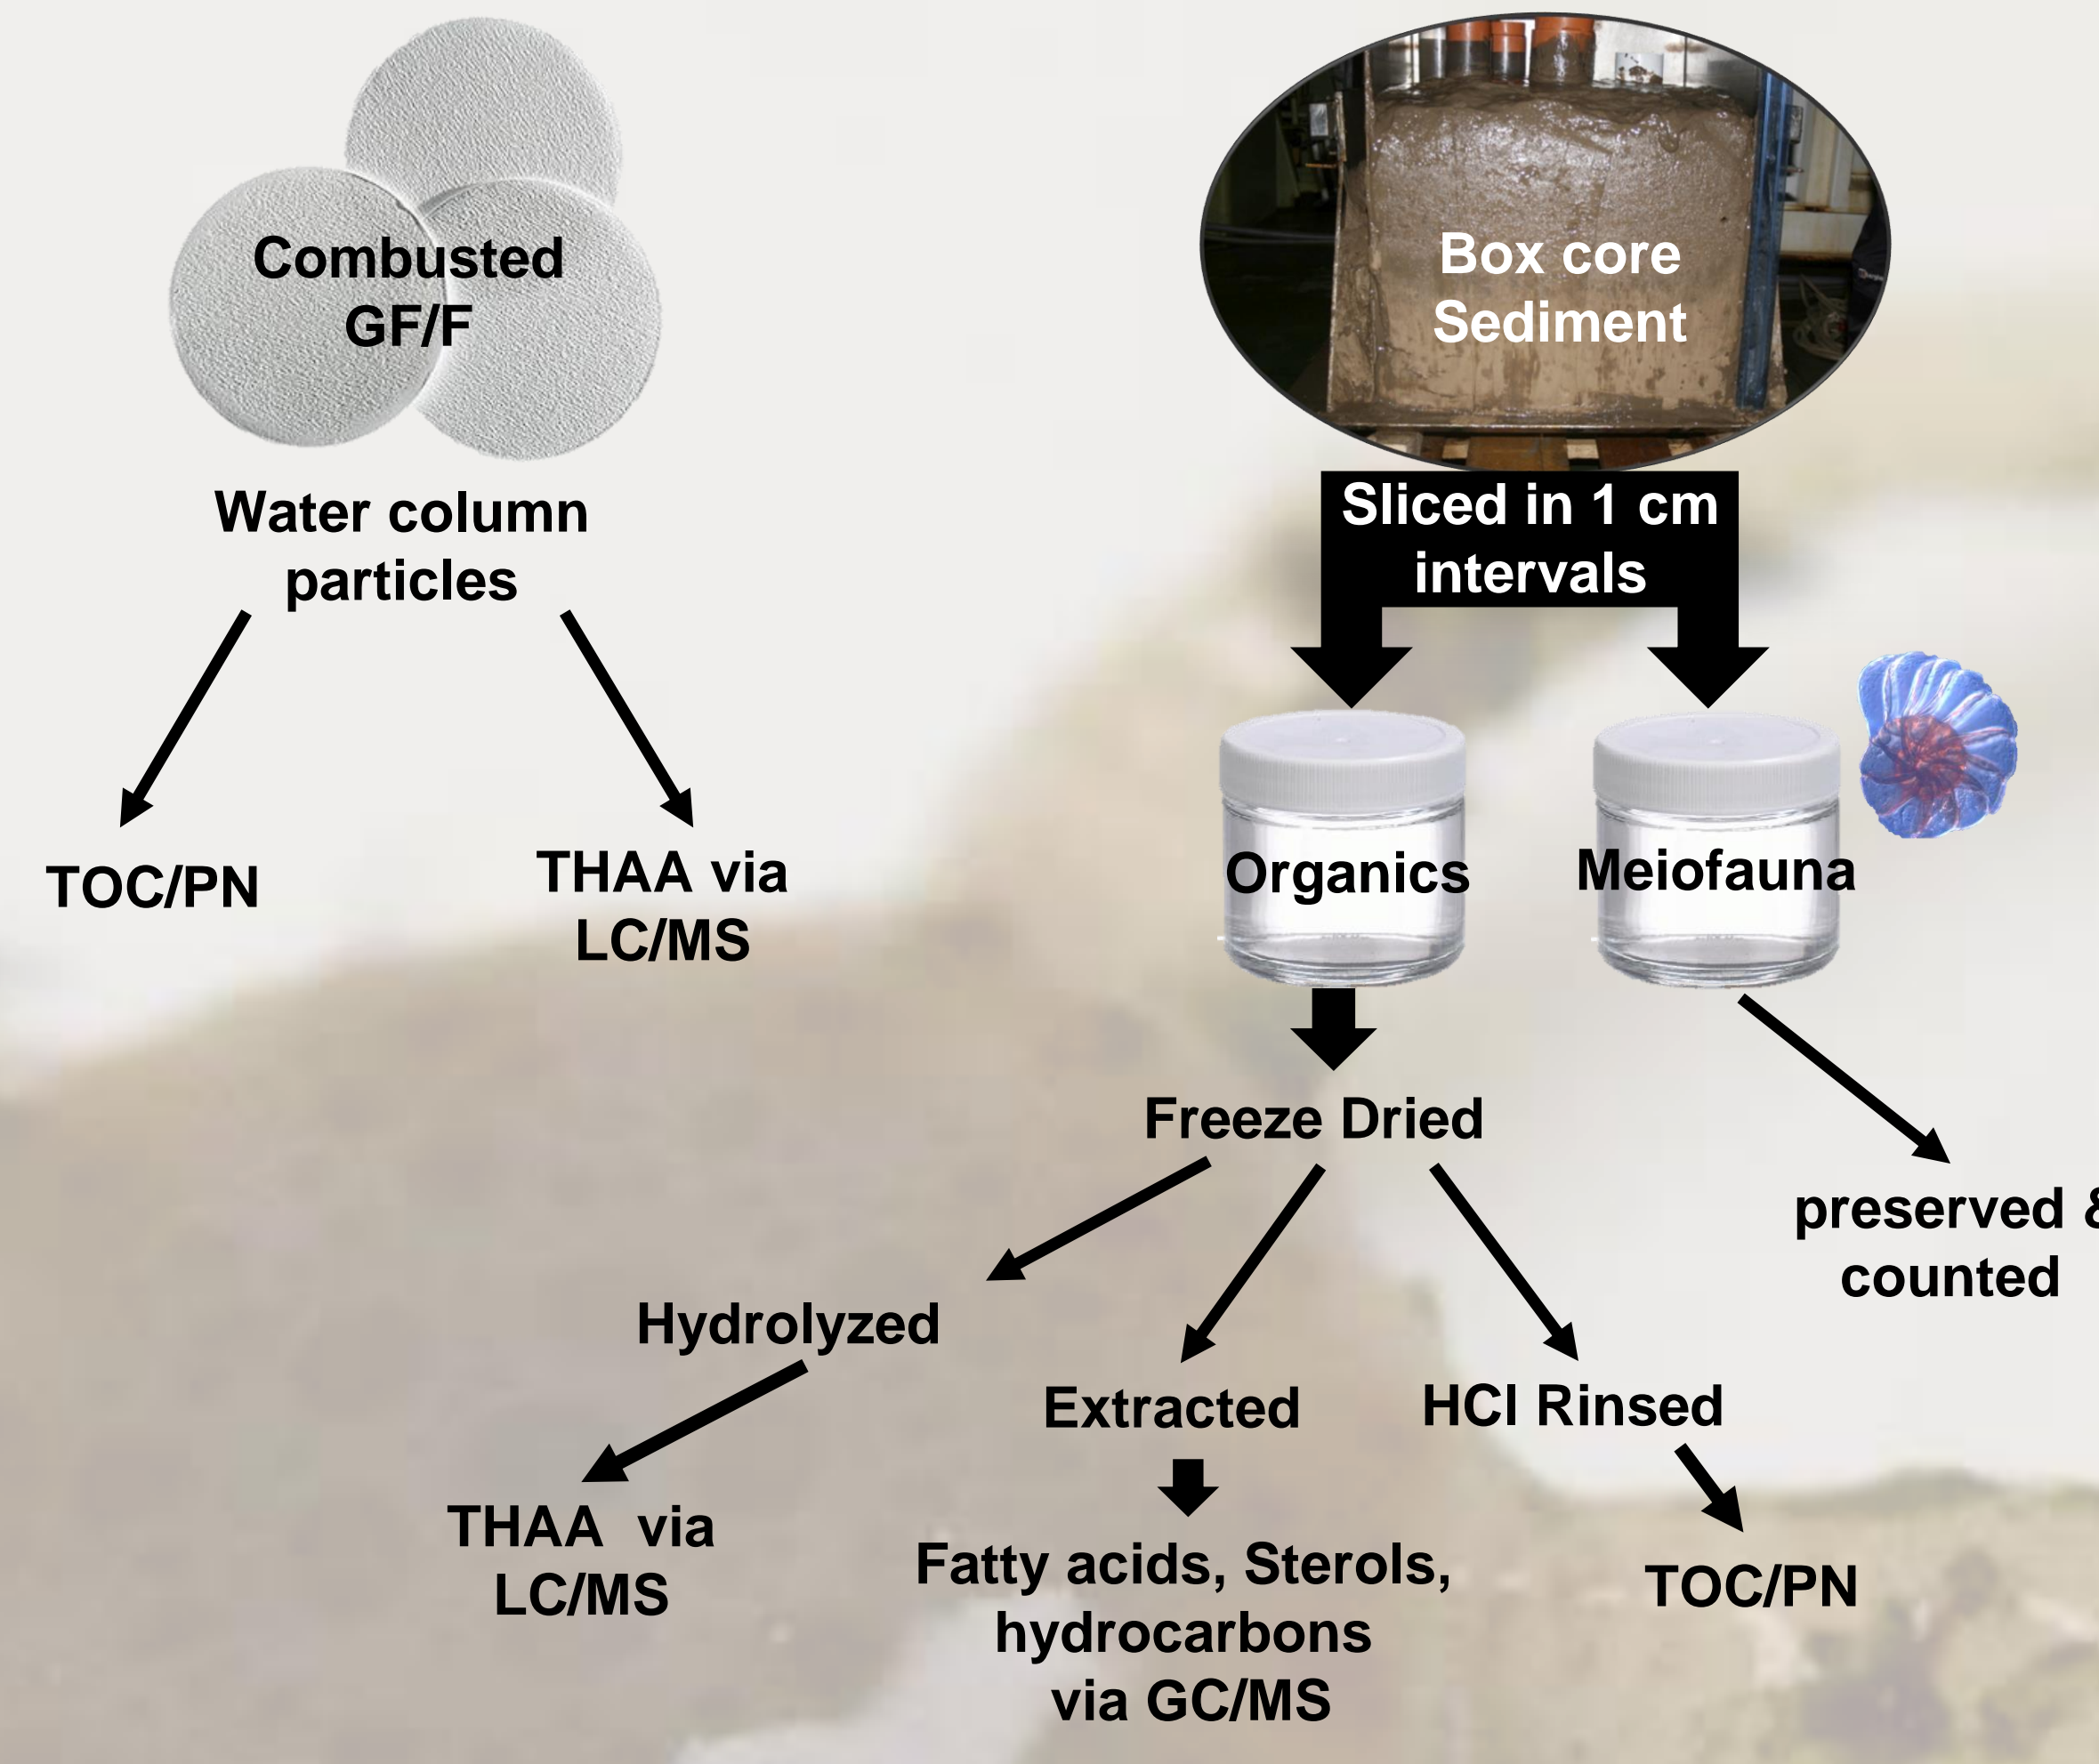 Combusted
GF/F
Water column
particles
TOC/PN
THAA via
LC/MS
Box core
Sediment
Sliced in 1 cm
intervals
Organics
Meiofauna
Freeze Dried
preserved &
counted
Hydrolyzed
Extracted
HCl Rinsed
THAA  via
LC/MS
Fatty acids, Sterols,
hydrocarbons
via GC/MS
TOC/PN